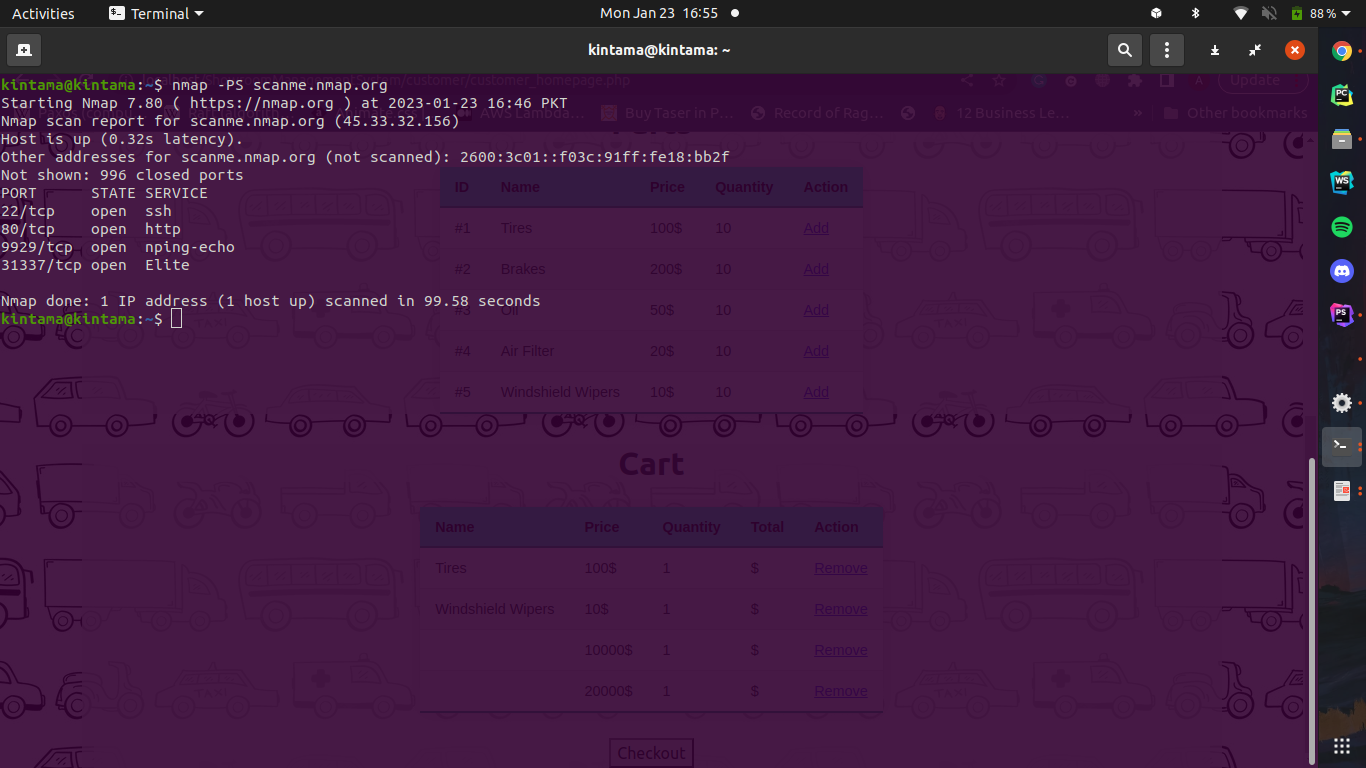 Activities Terminal Mon Jan 23 16:55 88 %
kintama@kintama: ~
kintama@kintama:~$ nmap -PS scanme.nmap.org
Starting Nmap 7.80 ( https://nmap.org ) at 2023-01-23 16:46 PKT
Nmap scan report for scanme.nmap.org (45.33.32.156)
Host is up (0.32s latency).
Other addresses for scanme.nmap.org (not scanned): 2600:3c01::f03c:91ff:fe18:bb2f
Not shown: 996 closed ports
PORT STATE SERVICE
22/tcp open ssh
80/tcp open http
9929/tcp open nping-echo
31337/tcp open Elite
Nmap done: 1 IP address (1 host up) scanned in 99.58 seconds
kintama@kintama:~$
/customer/customer_homepage.php
Update
AWS Lambda... Buy Taser in P... Record of Rag... 12 Business Le... » Other bookmarks
Parts
ID Name Price Quantity Action
#1 Tires 100$ 10 Add
#2 Brakes 200$ 10 Add
#3 Oil 50$ 10 Add
#4 Air Filter 20$ 10 Add
#5 Windshield Wipers 10$ 10 Add
Cart
Name Price Quantity Total Action
Tires 100$ 1 $ Remove
Windshield Wipers 10$ 1 $ Remove
10000$ 1 $ Remove
20000$ 1 $ Remove
Checkout
PC
WS
PS